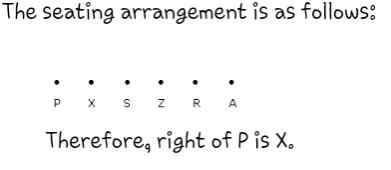 The seating arrangement is as follows:
P X S Z R A
Therefore, right of P is X.